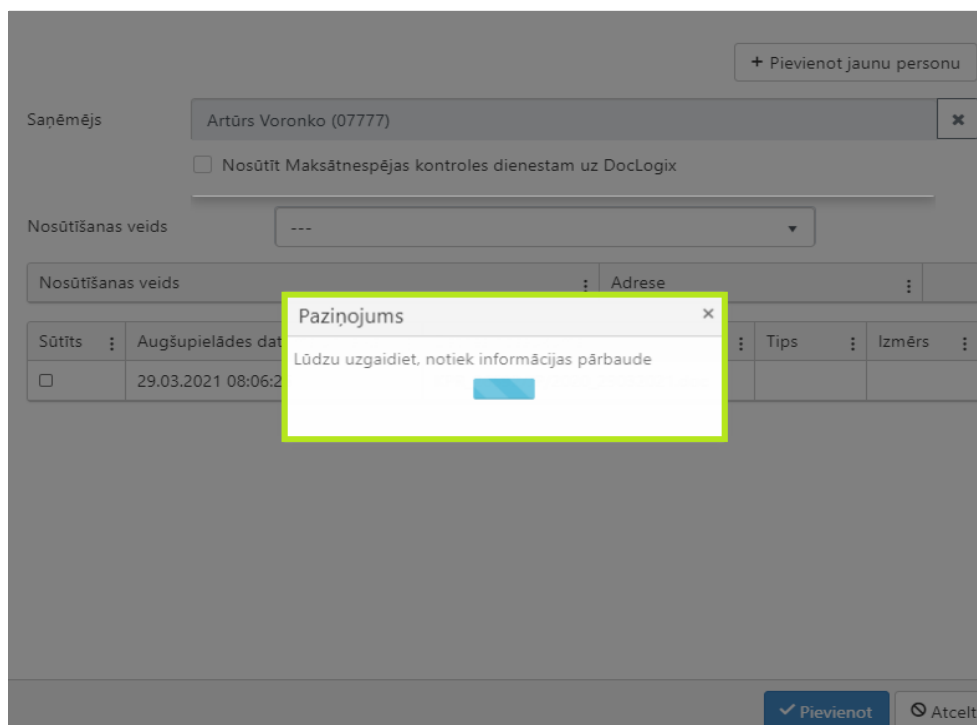 + Pievienot jaunu personu
Saņēmējs
Artūrs Voronko (07777)
Nosūtīt Maksātnespējas kontroles dienestam uz DocLogix
Nosūtīšanas veids
---
Nosūtīšanas veids
Adrese
Paziņojums
Lūdzu uzgaidiet, notiek informācijas pārbaude
Sūtīts
Augšupielādes dat
Tips
Izmērs
29.03.2021 08:06:2
Pievienot
Atcelt